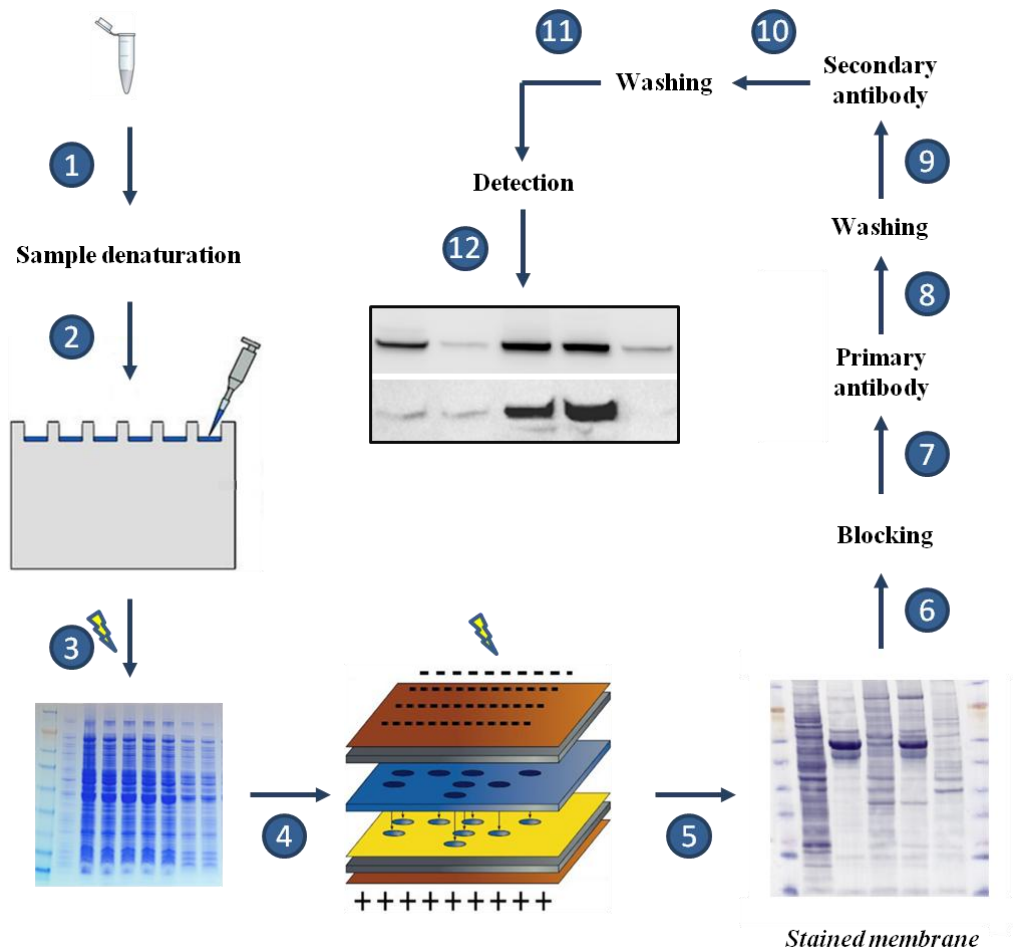 1
Sample denaturation
2
3
4
- - - - - - - - - - -
- - - - - - - - - - -
- - - - - - - - - - -
- - - - - - - - - - -
+ + + + + + + + +
5
Stained membrane
6
Blocking
7
Primary
antibody
8
Washing
9
Secondary
antibody
10
Washing
11
Detection
12